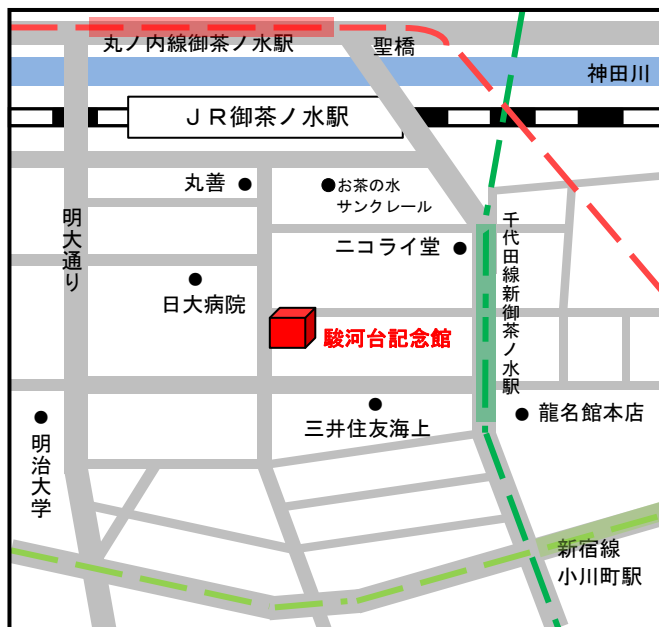 丸ノ内線御茶ノ水駅
聖橋
神田川
ＪＲ御茶ノ水駅
丸善
お茶の水
サンクレール
明大通り
ニコライ堂
千代田線新御茶ノ水駅
日大病院
駿河台記念館
三井住友海上
龍名館本店
明治大学
新宿線
小川町駅